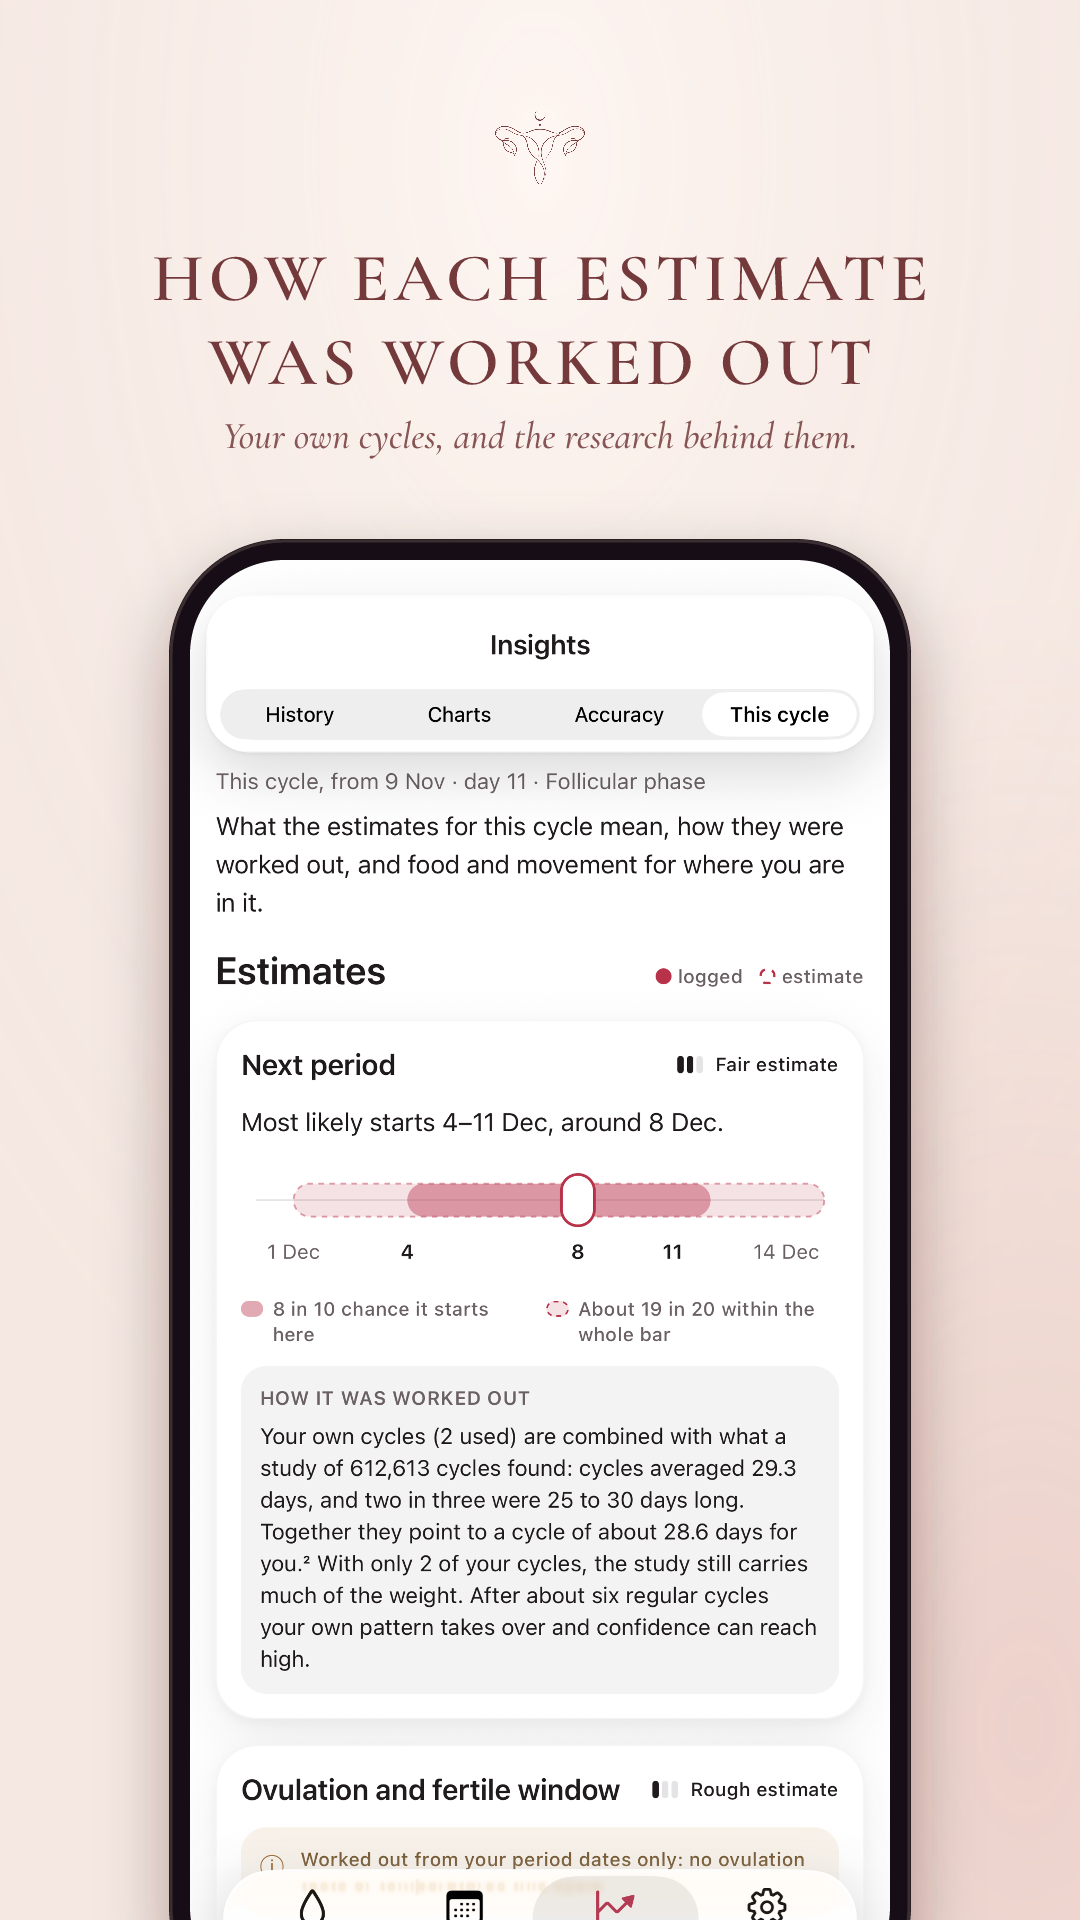 HOW EACH ESTIMATE
WAS WORKED OUT
Your own cycles, and the research behind them.
Insights
History Charts Accuracy This cycle
This cycle, from 9 Nov · day 11 · Follicular phase
What the estimates for this cycle mean, how they were
worked out, and food and movement for where you are
in it.
Estimates
logged estimate
Next period
Fair estimate
Most likely starts 4–11 Dec, around 8 Dec.
1 Dec 4 8 11 14 Dec
8 in 10 chance it starts
here
About 19 in 20 within the
whole bar
HOW IT WAS WORKED OUT
Your own cycles (2 used) are combined with what a
study of 612,613 cycles found: cycles averaged 29.3
days, and two in three were 25 to 30 days long.
Together they point to a cycle of about 28.6 days for
you.² With only 2 of your cycles, the study still carries
much of the weight. After about six regular cycles
your own pattern takes over and confidence can reach
high.
Ovulation and fertile window
Rough estimate
Worked out from your period dates only: no ovulation